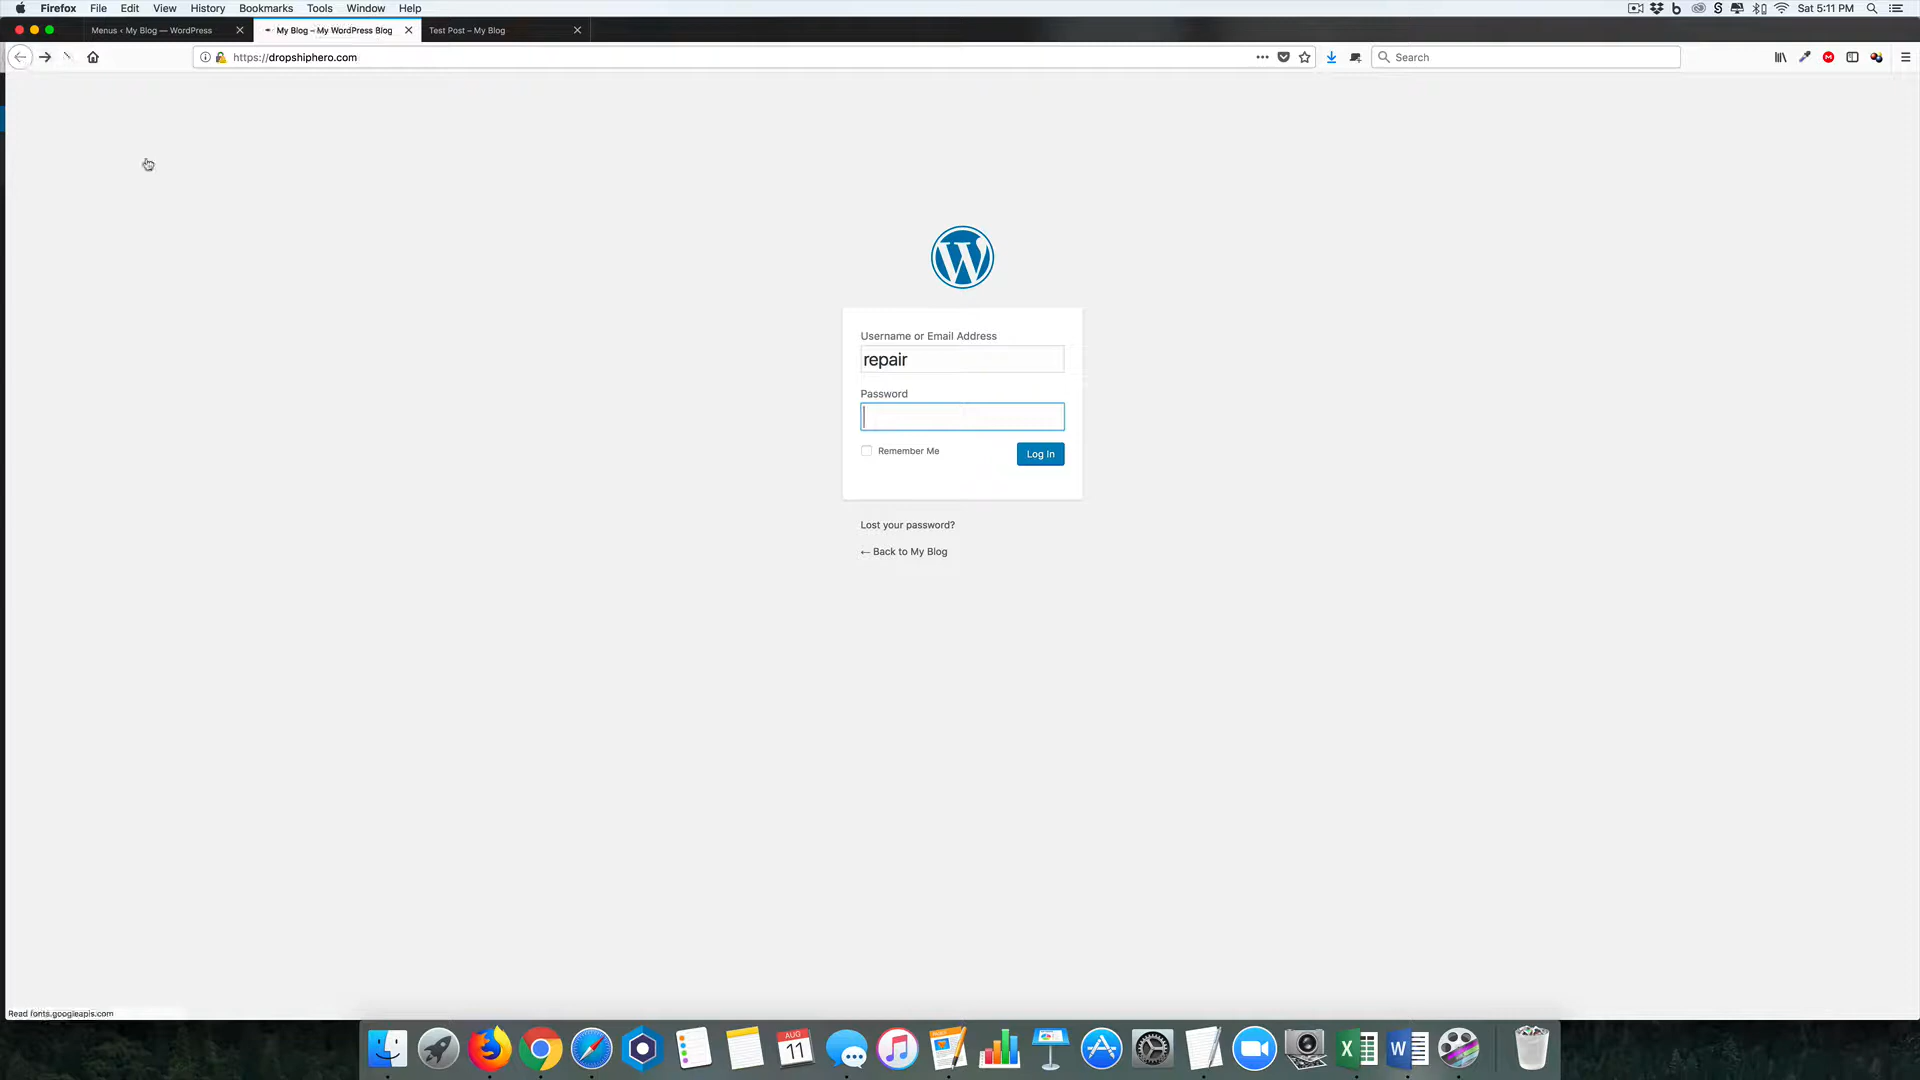 Firefox File Edit View History Bookmarks Tools Window Help
Sat 5:11 PM
Menus ‹ My Blog — WordPress
My Blog – My WordPress Blog
Test Post – My Blog
https://dropshiphero.com
Search
Username or Email Address
repair
Password
Remember Me
Log In
Lost your password?
← Back to My Blog
Read fonts.googleapis.com
AUG
11